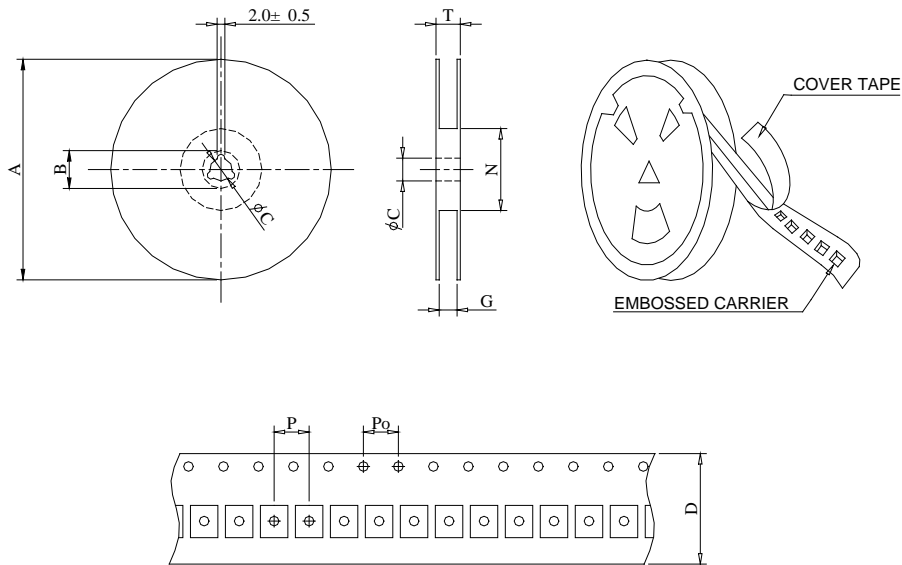 2.0± 0.5
T
A
B
ϕC
ϕC
N
G
COVER TAPE
EMBOSSED CARRIER
P
Po
D